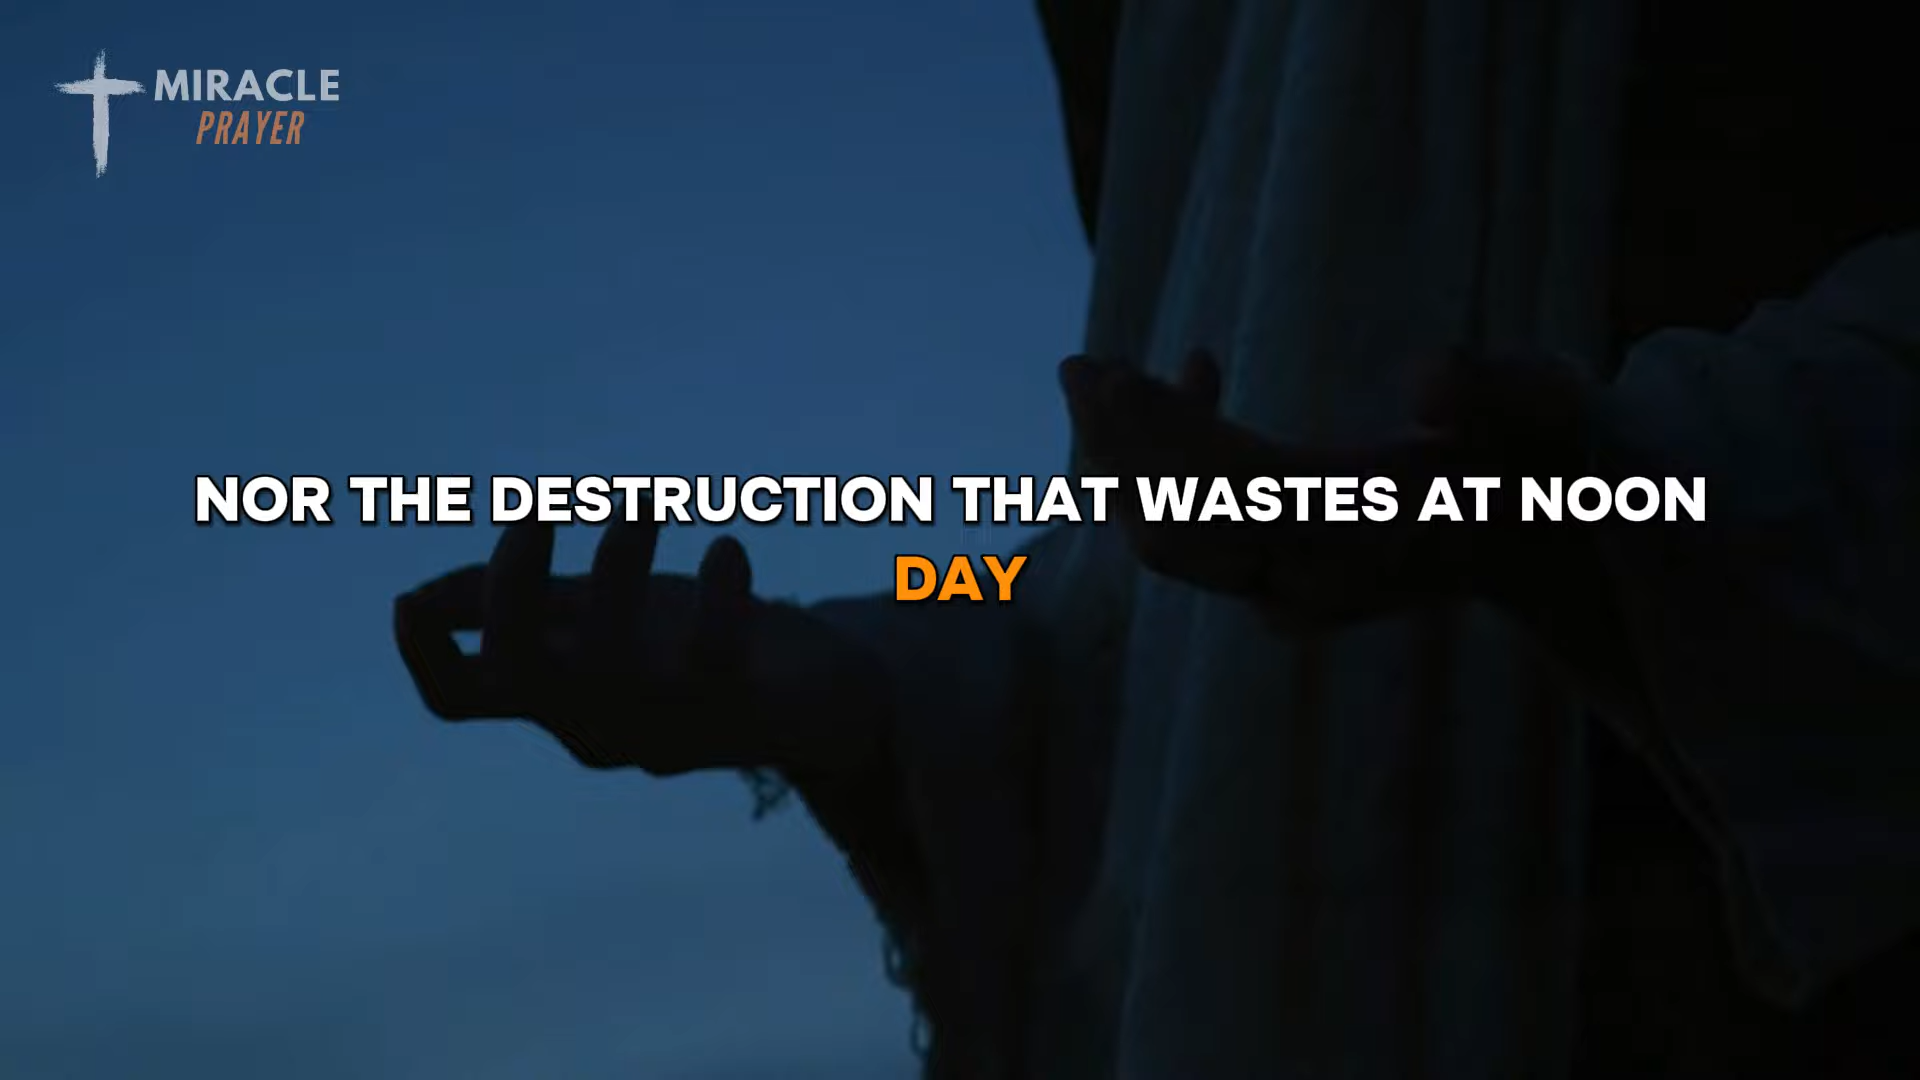 MIRACLE
PRAYER
NOR THE DESTRUCTION THAT WASTES AT NOON
DAY